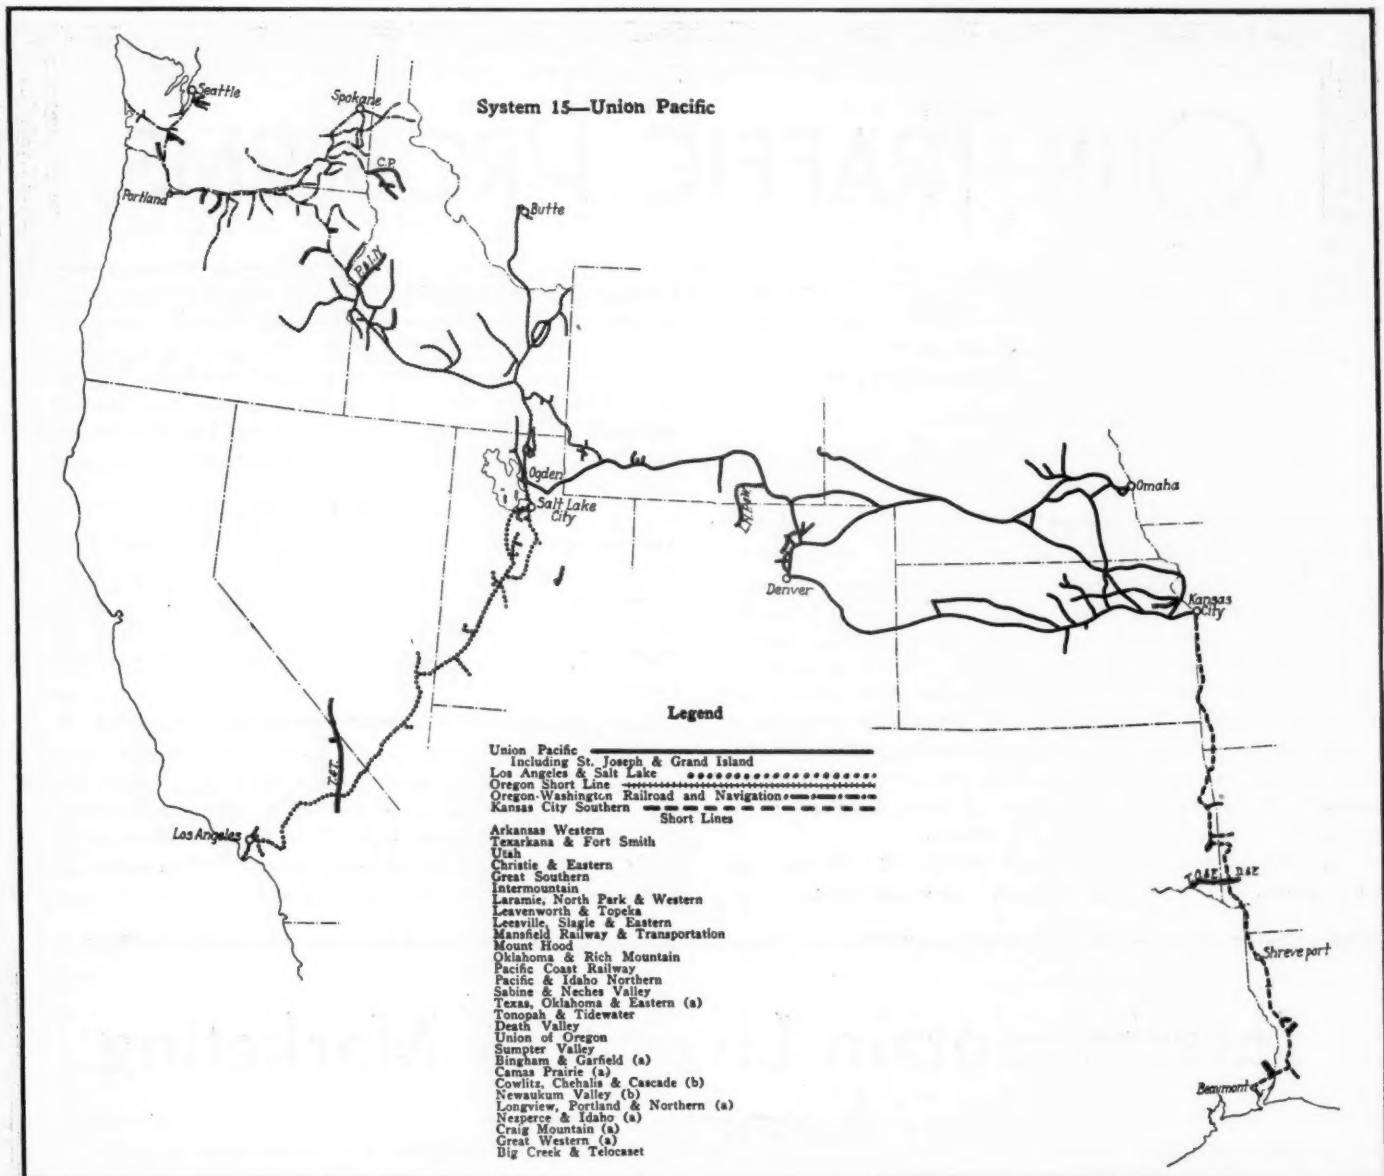 System 15—Union Pacific
Seattle
Spokane
C.P.
Portland
Butte
P.&I.N.
Ogden
Salt Lake
City
Omaha
Denver
Kansas
City
T.&T.
Los Angeles
T.O.&E.
D.&E.
Shreveport
Beaumont
Legend
Union Pacific
Including St. Joseph & Grand Island
Los Angeles & Salt Lake
Oregon Short Line
Oregon-Washington Railroad and Navigation
Kansas City Southern
Short Lines
Arkansas Western
Texarkana & Fort Smith
Utah
Christie & Eastern
Great Southern
Intermountain
Laramie, North Park & Western
Leavenworth & Topeka
Leesville, Slagle & Eastern
Mansfield Railway & Transportation
Mount Hood
Oklahoma & Rich Mountain
Pacific Coast Railway
Pacific & Idaho Northern
Sabine & Neches Valley
Texas, Oklahoma & Eastern (a)
Tonopah & Tidewater
Death Valley
Union of Oregon
Sumpter Valley
Bingham & Garfield (a)
Camas Prairie (a)
Cowlitz, Chehalis & Cascade (b)
Newaukum Valley (b)
Longview, Portland & Northern (a)
Nezperce & Idaho (a)
Craig Mountain (a)
Great Western (a)
Big Creek & Telocaset